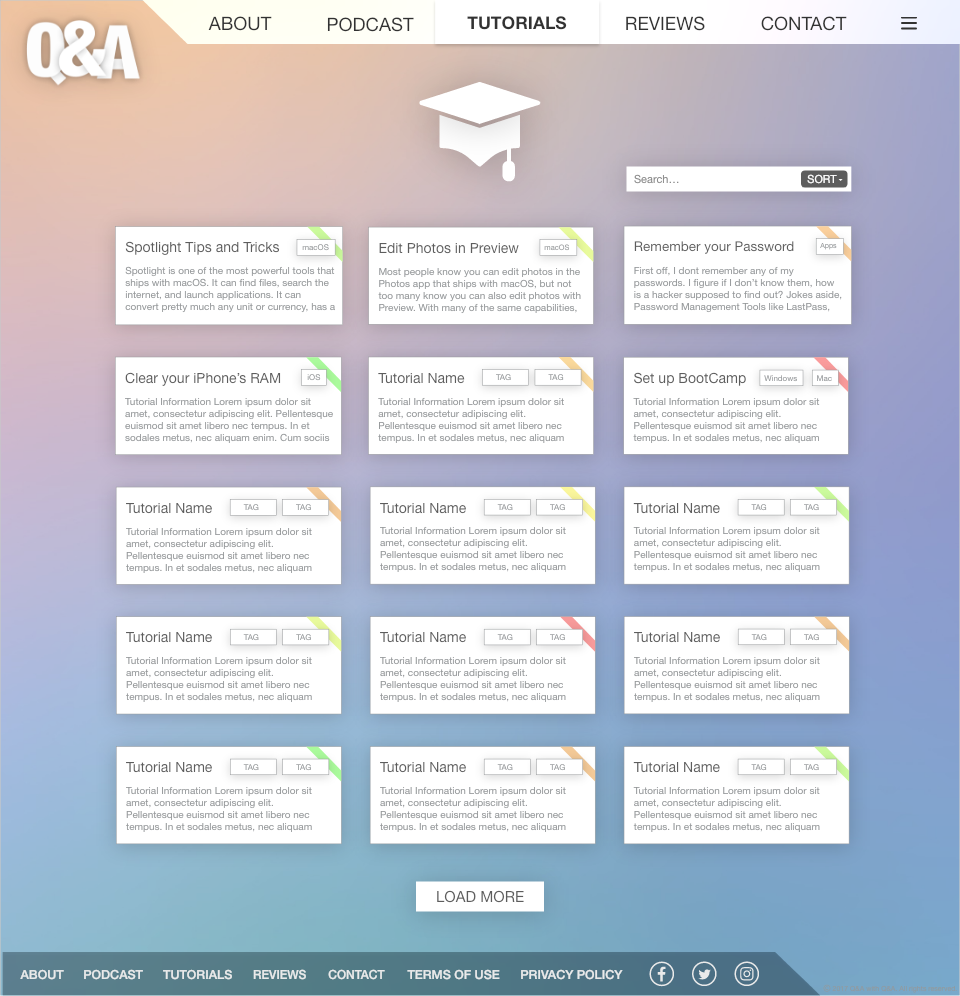 Q&A
ABOUT PODCAST TUTORIALS REVIEWS CONTACT
Search... SORT -
Spotlight Tips and Tricks macOS
Spotlight is one of the most powerful tools that
ships with macOS. It can find files, search the
internet, and launch applications. It can
convert pretty much any unit or currency, has a
Edit Photos in Preview macOS
Most people know you can edit photos in the
Photos app that ships with macOS, but not
too many know you can also edit photos with
Preview. With many of the same capabilities,
Remember your Password Apps
First off, I dont remember any of my
passwords. I figure if I don't know them, how
is a hacker supposed to find out? Jokes aside,
Password Management Tools like LastPass,
Clear your iPhone's RAM iOS
Tutorial Information Lorem ipsum dolor sit
amet, consectetur adipiscing elit. Pellentesque
euismod sit amet libero nec tempus. In et
sodales metus, nec aliquam enim. Cum sociis
Tutorial Name TAG TAG
Tutorial Information Lorem ipsum dolor sit
amet, consectetur adipiscing elit.
Pellentesque euismod sit amet libero nec
tempus. In et sodales metus, nec aliquam
Set up BootCamp Windows Mac
Tutorial Information Lorem ipsum dolor sit
amet, consectetur adipiscing elit.
Pellentesque euismod sit amet libero nec
tempus. In et sodales metus, nec aliquam
Tutorial Name TAG TAG
Tutorial Information Lorem ipsum dolor sit
amet, consectetur adipiscing elit.
Pellentesque euismod sit amet libero nec
tempus. In et sodales metus, nec aliquam
Tutorial Name TAG TAG
Tutorial Information Lorem ipsum dolor sit
amet, consectetur adipiscing elit.
Pellentesque euismod sit amet libero nec
tempus. In et sodales metus, nec aliquam
Tutorial Name TAG TAG
Tutorial Information Lorem ipsum dolor sit
amet, consectetur adipiscing elit.
Pellentesque euismod sit amet libero nec
tempus. In et sodales metus, nec aliquam
Tutorial Name TAG TAG
Tutorial Information Lorem ipsum dolor sit
amet, consectetur adipiscing elit.
Pellentesque euismod sit amet libero nec
tempus. In et sodales metus, nec aliquam
Tutorial Name TAG TAG
Tutorial Information Lorem ipsum dolor sit
amet, consectetur adipiscing elit.
Pellentesque euismod sit amet libero nec
tempus. In et sodales metus, nec aliquam
Tutorial Name TAG TAG
Tutorial Information Lorem ipsum dolor sit
amet, consectetur adipiscing elit.
Pellentesque euismod sit amet libero nec
tempus. In et sodales metus, nec aliquam
Tutorial Name TAG TAG
Tutorial Information Lorem ipsum dolor sit
amet, consectetur adipiscing elit.
Pellentesque euismod sit amet libero nec
tempus. In et sodales metus, nec aliquam
Tutorial Name TAG TAG
Tutorial Information Lorem ipsum dolor sit
amet, consectetur adipiscing elit.
Pellentesque euismod sit amet libero nec
tempus. In et sodales metus, nec aliquam
Tutorial Name TAG TAG
Tutorial Information Lorem ipsum dolor sit
amet, consectetur adipiscing elit.
Pellentesque euismod sit amet libero nec
tempus. In et sodales metus, nec aliquam
LOAD MORE
ABOUT PODCAST TUTORIALS REVIEWS CONTACT TERMS OF USE PRIVACY POLICY